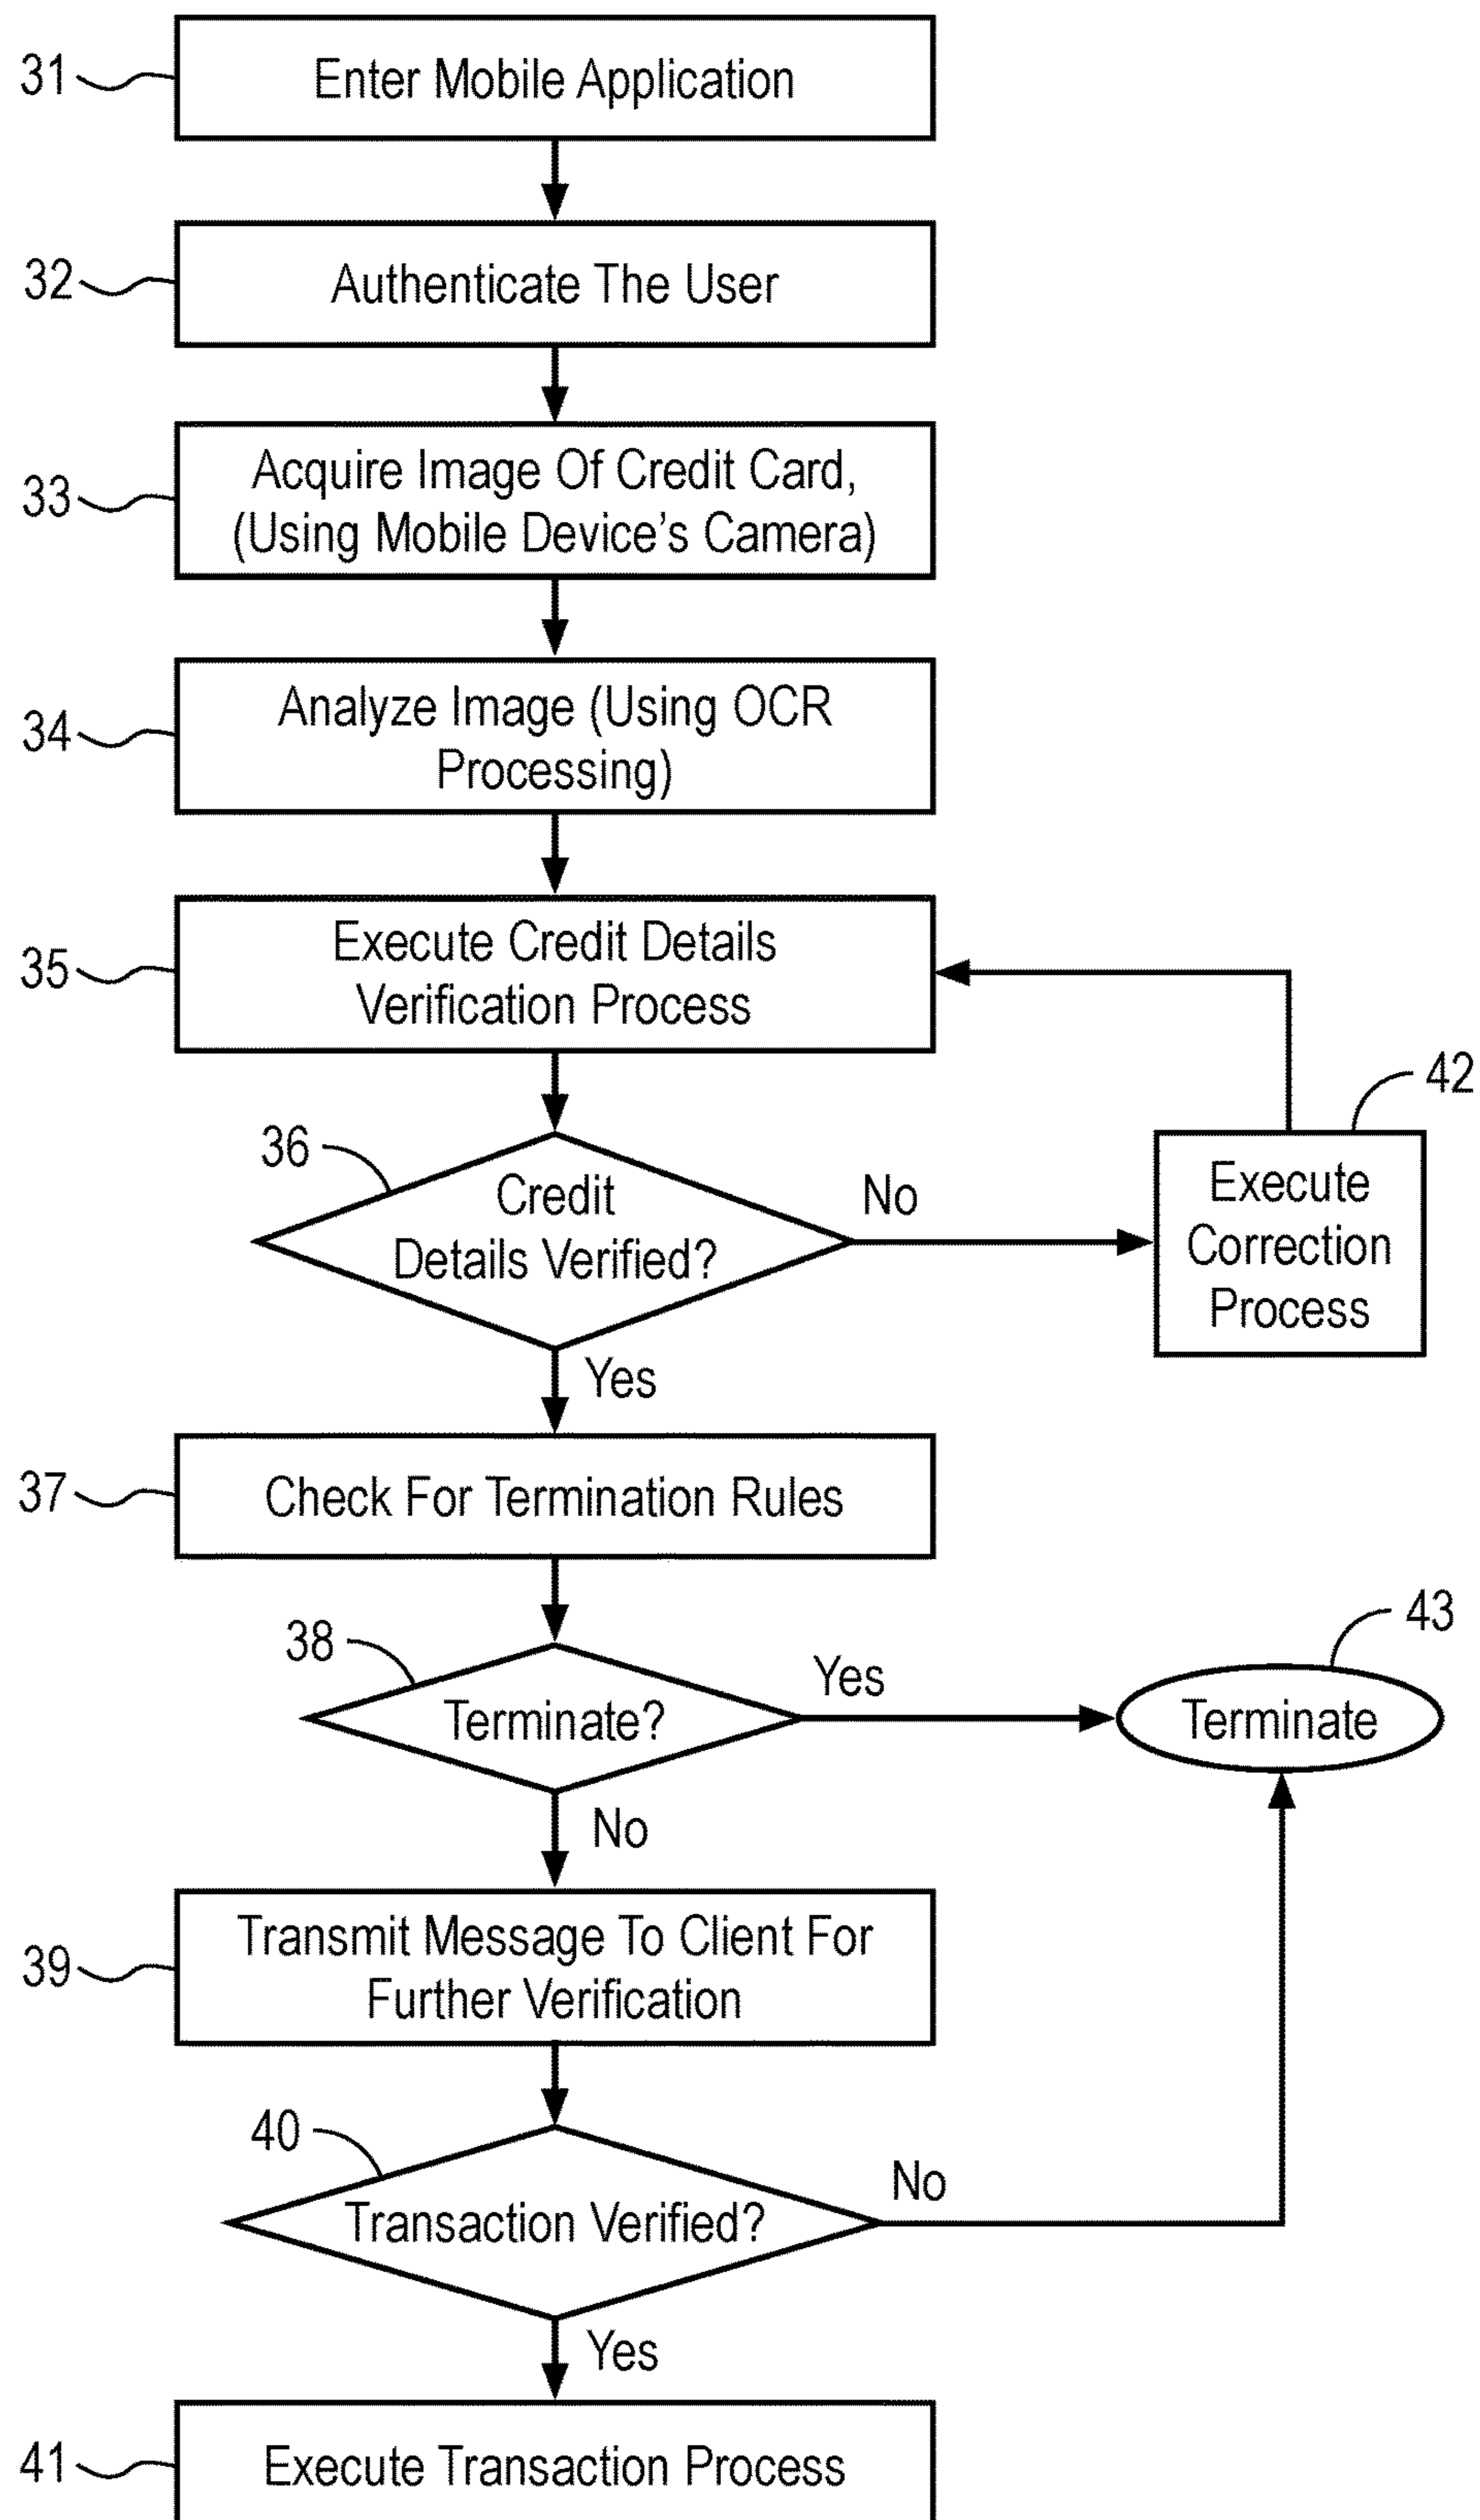 31
Enter Mobile Application
32
Authenticate The User
33
Acquire Image Of Credit Card,
(Using Mobile Device's Camera)
34
Analyze Image (Using OCR
Processing)
35
Execute Credit Details
Verification Process
42
36
Credit
Details Verified?
No
Execute
Correction
Process
Yes
37
Check For Termination Rules
38
Terminate?
Yes
43
Terminate
No
39
Transmit Message To Client For
Further Verification
40
Transaction Verified?
No
Yes
41
Execute Transaction Process